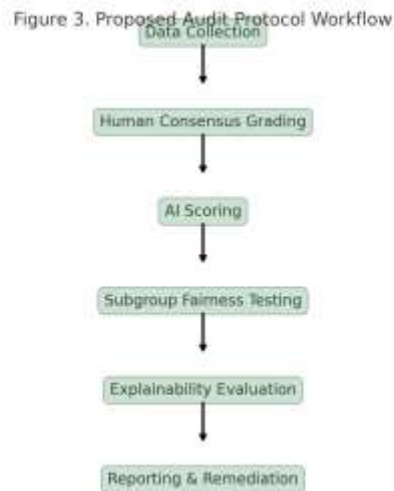 Figure 3. Proposed Audit Protocol Workflow
Data Collection
Human Consensus Grading
AI Scoring
Subgroup Fairness Testing
Explainability Evaluation
Reporting & Remediation